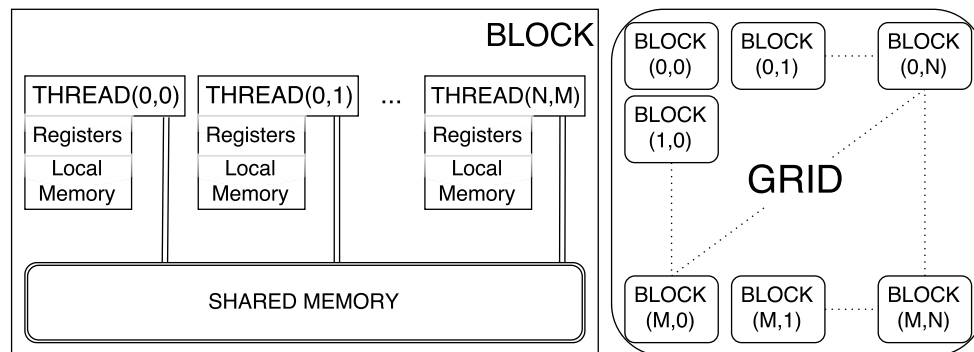 BLOCK
THREAD(0,0) THREAD(0,1) ... THREAD(N,M)
Registers Registers Registers
Local Local Local
Memory Memory Memory
SHARED MEMORY
BLOCK BLOCK BLOCK
(0,0) (0,1) (0,N)
BLOCK
(1,0)
GRID
BLOCK BLOCK BLOCK
(M,0) (M,1) (M,N)